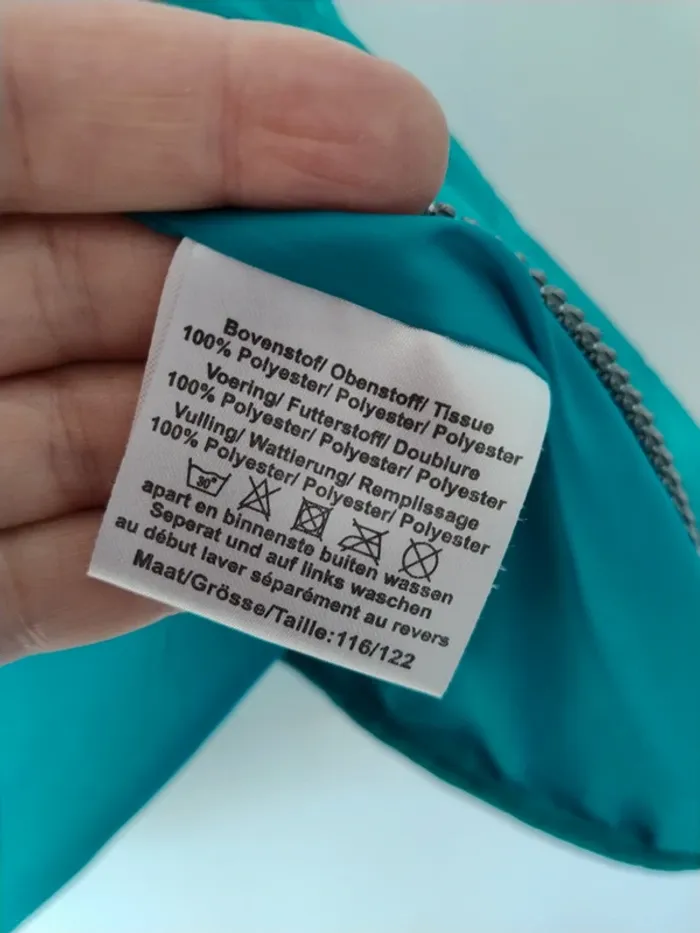 Bovenstof/ Obenstoff/ Tissue
100% Polyester/ Polyester/ Polyester
Voering/ Futterstoff/ Doublure
100% Polyester/ Polyester/ Polyester
Vulling/ Wattierung/ Remplissage
100% Polyester/ Polyester/ Polyester
30°
apart en binnenste buiten wassen
Seperat und auf links waschen
au début laver séparément au revers
Maat/Grösse/Taille:116/122